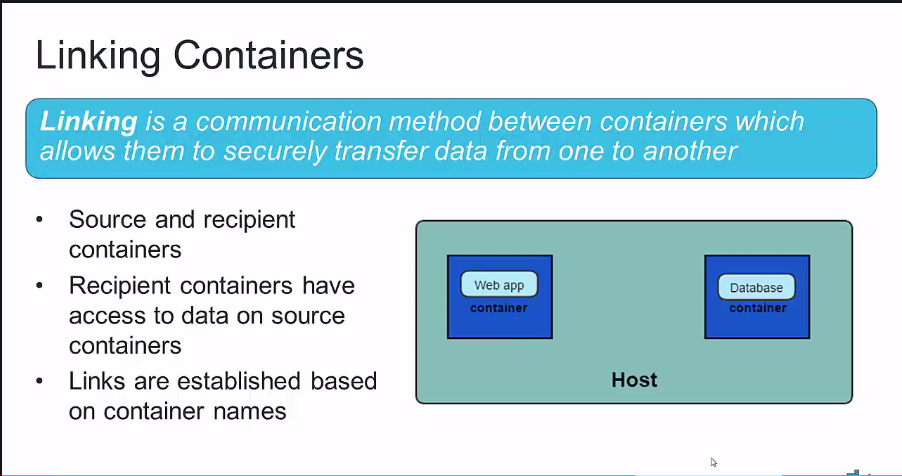 Linking Containers
Linking is a communication method between containers which
allows them to securely transfer data from one to another
• Source and recipient
containers
• Recipient containers have
access to data on source
containers
• Links are established based
on container names
Web app
container
Database
container
Host